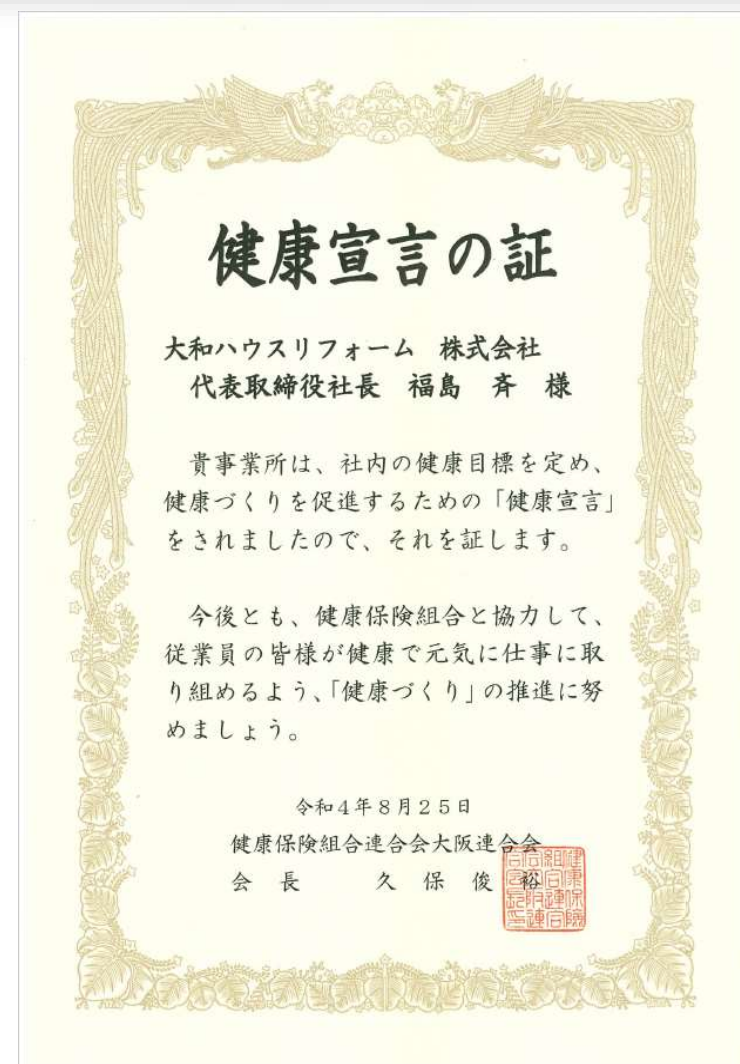 健康宣言の証
大和ハウスリフォーム 株式会社
代表取締役社長 福島 斉 様
貴事業所は、社内の健康目標を定め、
健康づくりを促進するための「健康宣言」
をされましたので、それを証します。
今後とも、健康保険組合と協力して、
従業員の皆様が健康で元気に仕事に取
り組めるよう、「健康づくり」の推進に努
めましょう。
令和4年8月25日
健康保険組合連合会大阪連合会
会長 久保俊裕